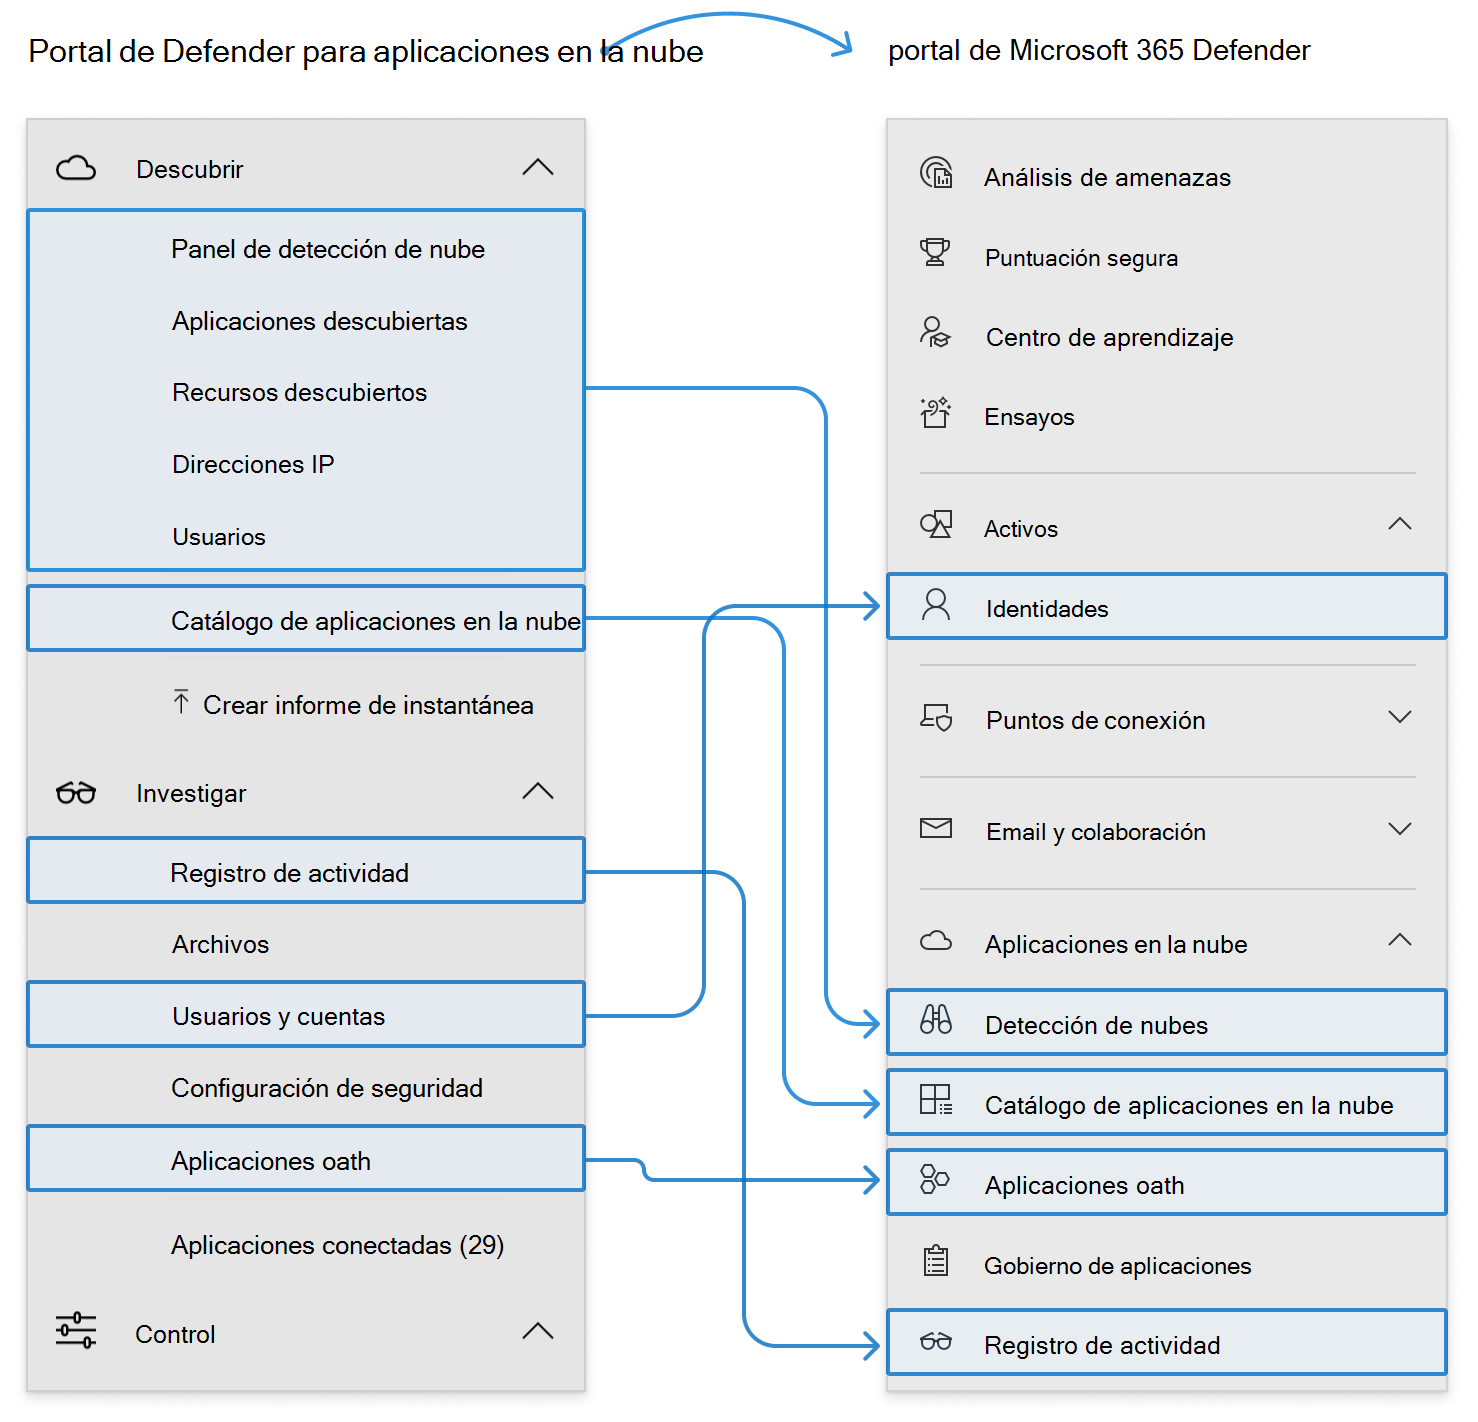 Portal de Defender para aplicaciones en la nube
portal de Microsoft 365 Defender
Descubrir
Panel de detección de nube
Aplicaciones descubiertas
Recursos descubiertos
Direcciones IP
Usuarios
Catálogo de aplicaciones en la nube
Crear informe de instantánea
Investigar
Registro de actividad
Archivos
Usuarios y cuentas
Configuración de seguridad
Aplicaciones oath
Aplicaciones conectadas (29)
Control
Análisis de amenazas
Puntuación segura
Centro de aprendizaje
Ensayos
Activos
Identidades
Puntos de conexión
Email y colaboración
Aplicaciones en la nube
Detección de nubes
Catálogo de aplicaciones en la nube
Aplicaciones oath
Gobierno de aplicaciones
Registro de actividad